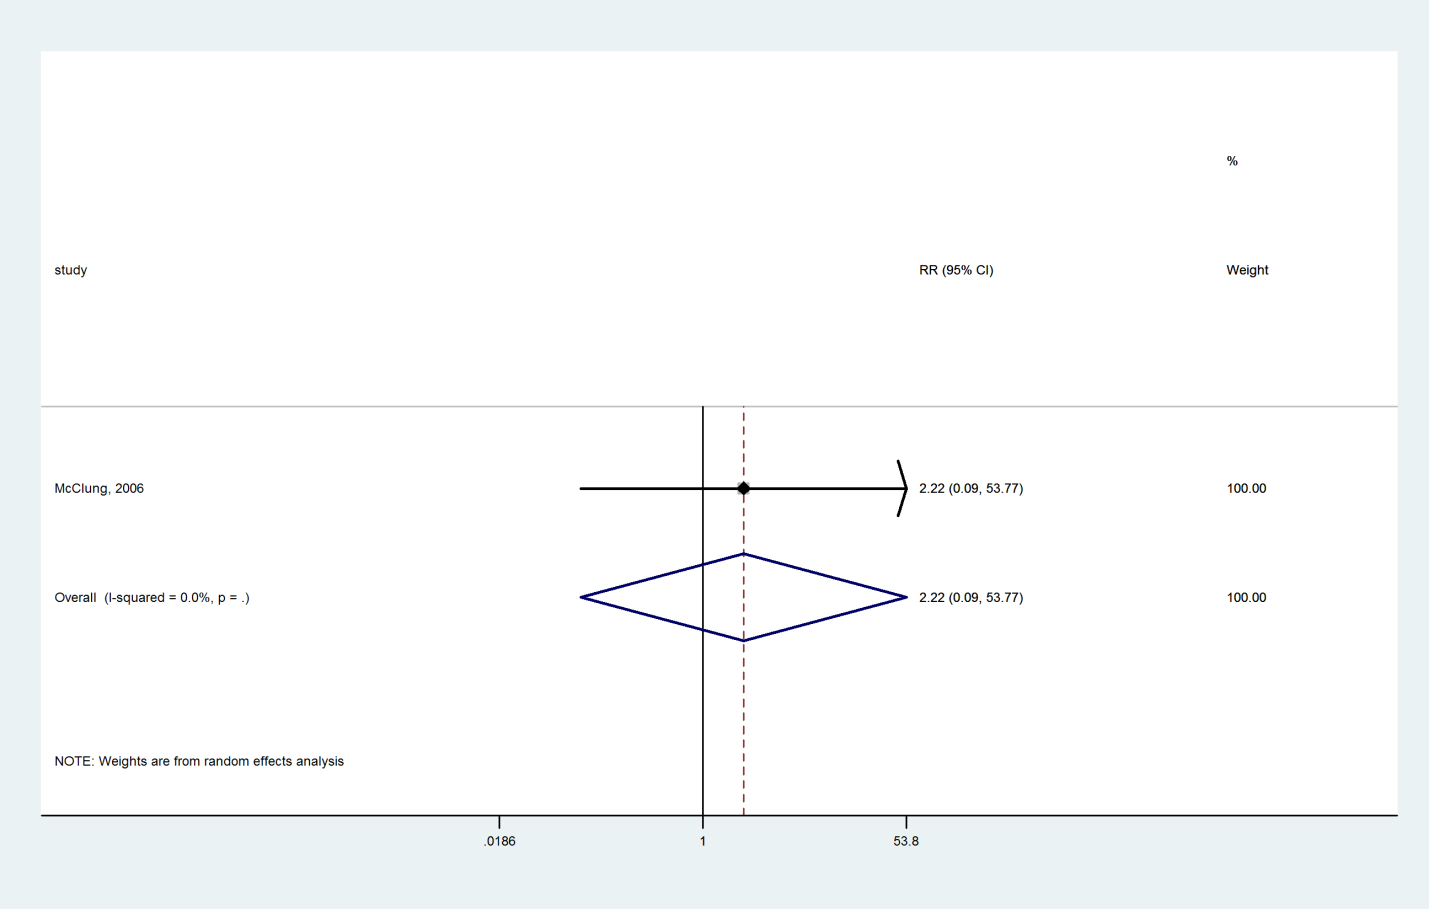 %
study RR (95% CI) Weight
McClung, 2006 2.22 (0.09, 53.77) 100.00
Overall  (I-squared = 0.0%, p = .) 2.22 (0.09, 53.77) 100.00
NOTE: Weights are from random effects analysis
.0186 1 53.8